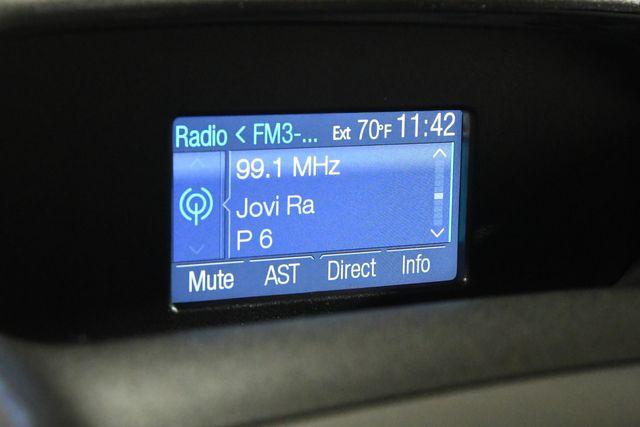 Radio < FM3-... Ext 70°F 11:42
99.1 MHz
Jovi Ra
P 6
Mute AST Direct Info